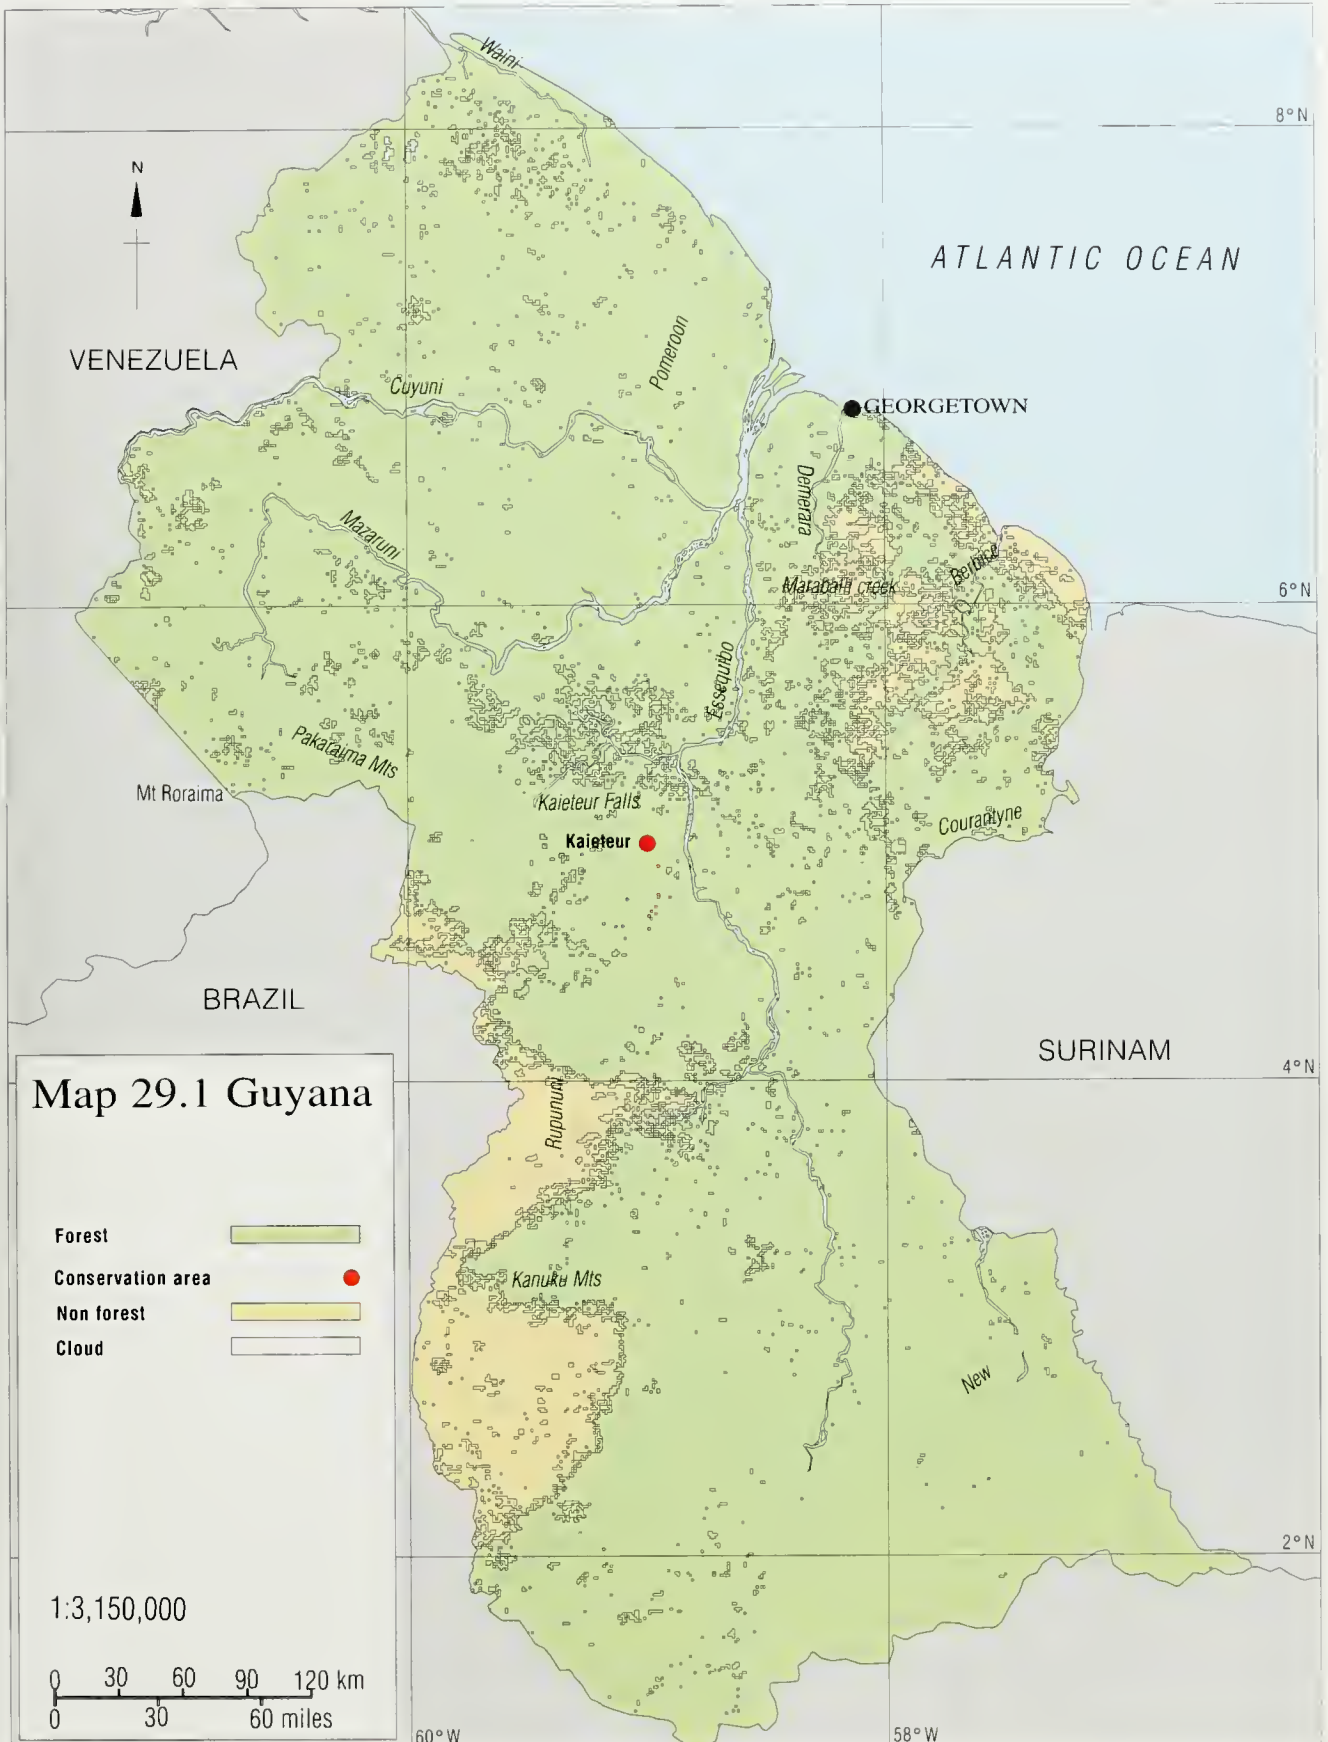 Waini
8°N
N
ATLANTIC OCEAN
VENEZUELA
Pomeroon
Cuyuni
GEORGETOWN
Demerara
Mazaruni
Berbice
Maraballi creek
6°N
Essequibo
Pakaraima Mts
Mt Roraima
Kaieteur Falls
Courantyne
Kaieteur
BRAZIL
SURINAM
4°N
Map 29.1 Guyana
Rupununi
Forest
Conservation area
Kanuku Mts
Non forest
Cloud
New
2°N
1:3,150,000
0 30 60 90 120 km
0 30 60 miles
60°W
58°W